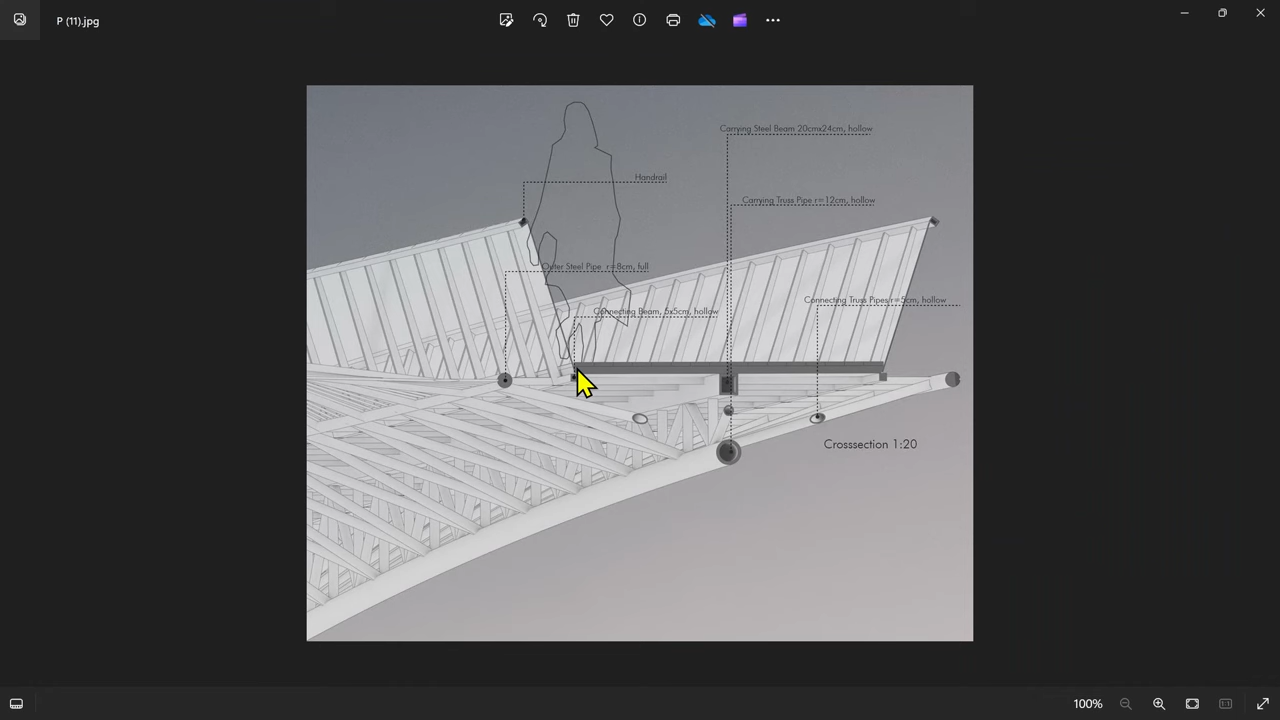 P (11).jpg
Carrying Steel Beam 20cmx24cm, hollow
Handrail
Carrying Truss Pipe r=12cm, hollow
Outer Steel Pipe r=8cm, full
Connecting Truss Pipes r=5cm, hollow
Connecting Beam, 5x5cm, hollow
Crosssection 1:20
100%